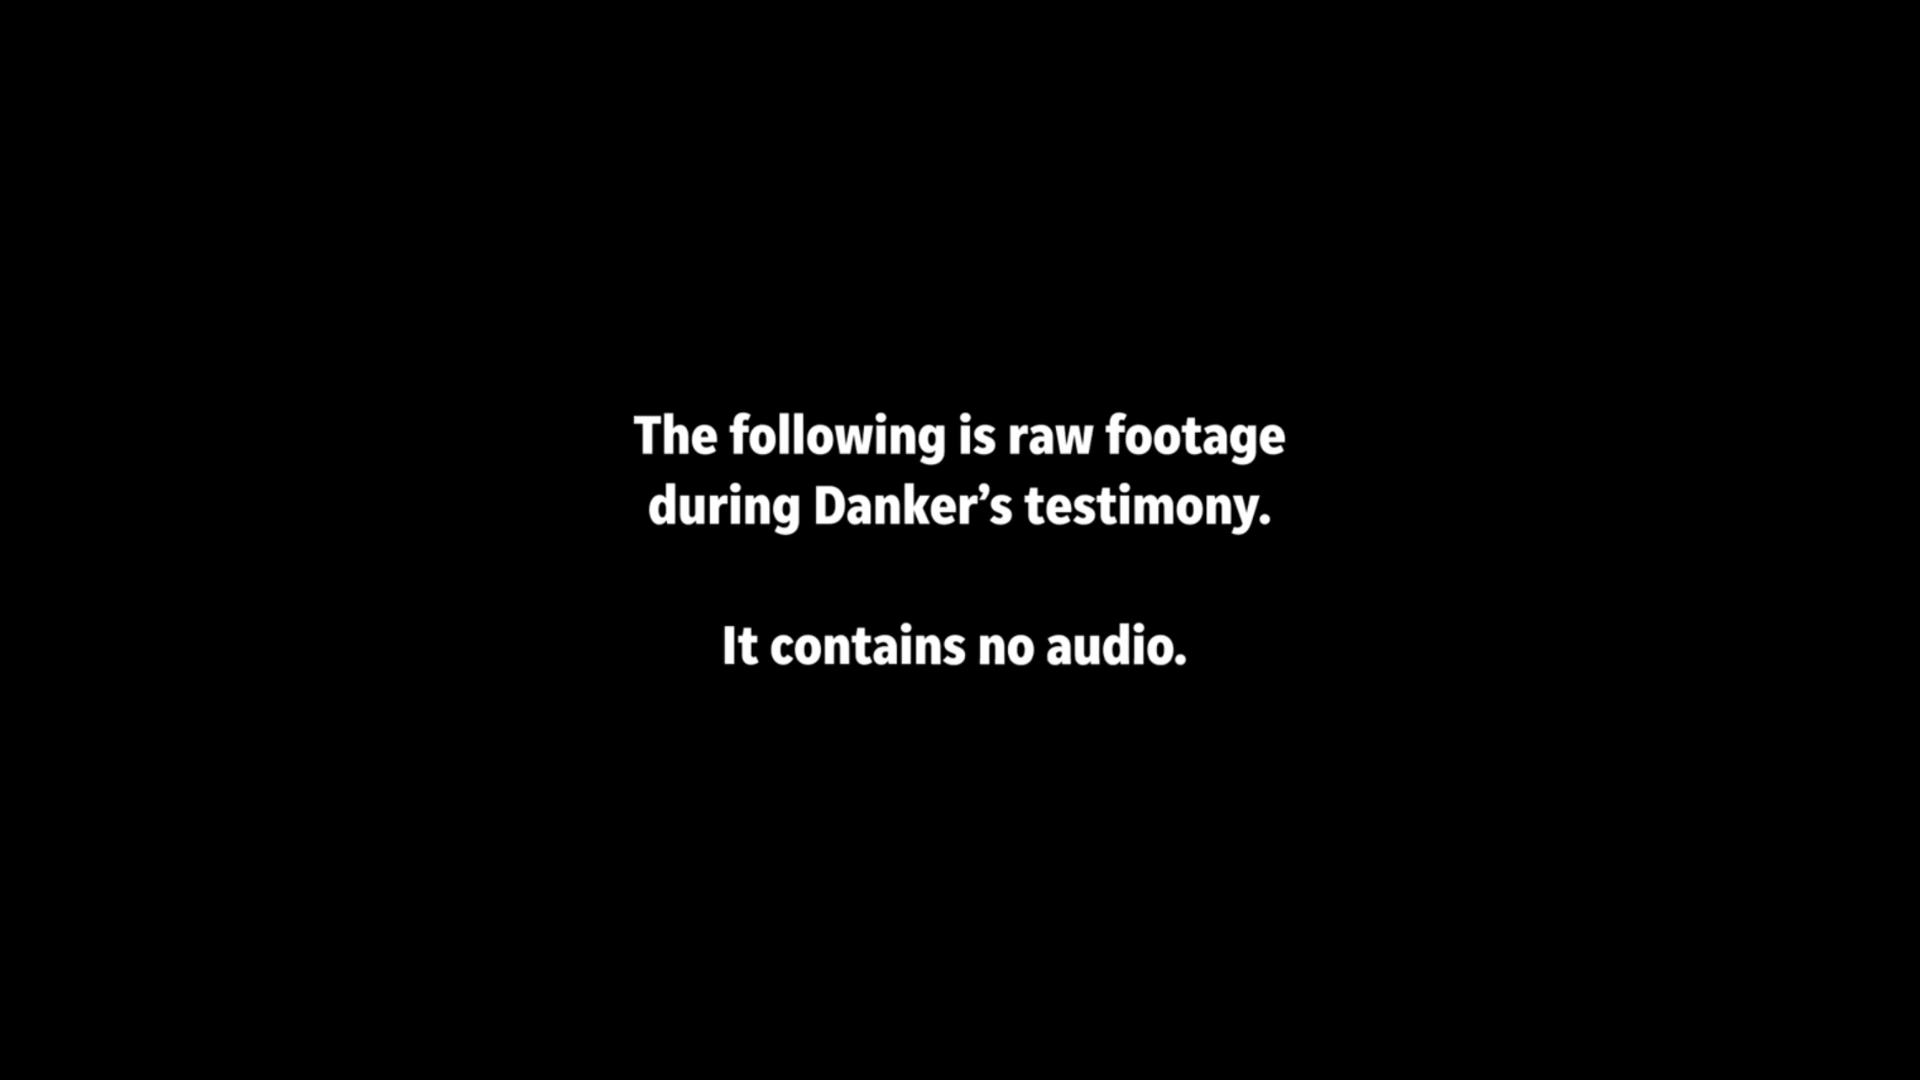 The following is raw footage
during Danker’s testimony.
It contains no audio.